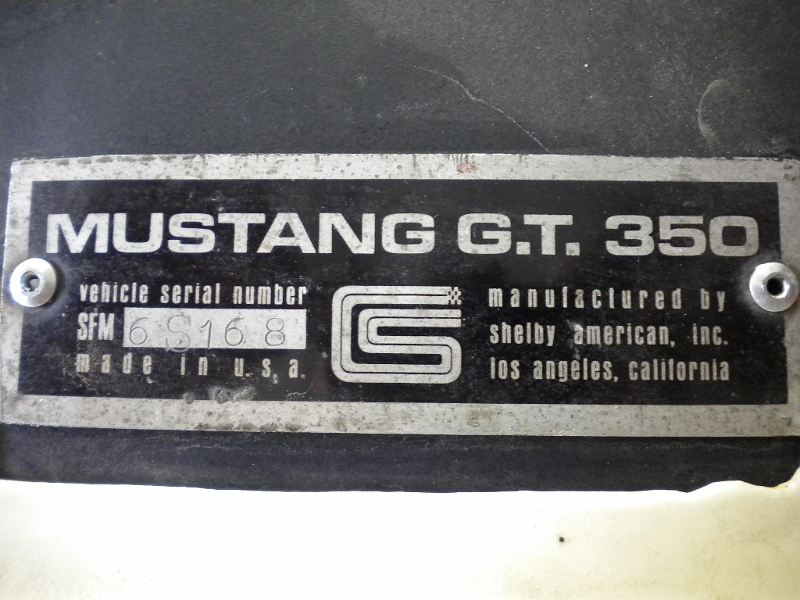 MUSTANG G.T. 350
vehicle serial number
SFM 6S168
made in u.s.a.
manufactured by
shelby american, inc.
los angeles, california